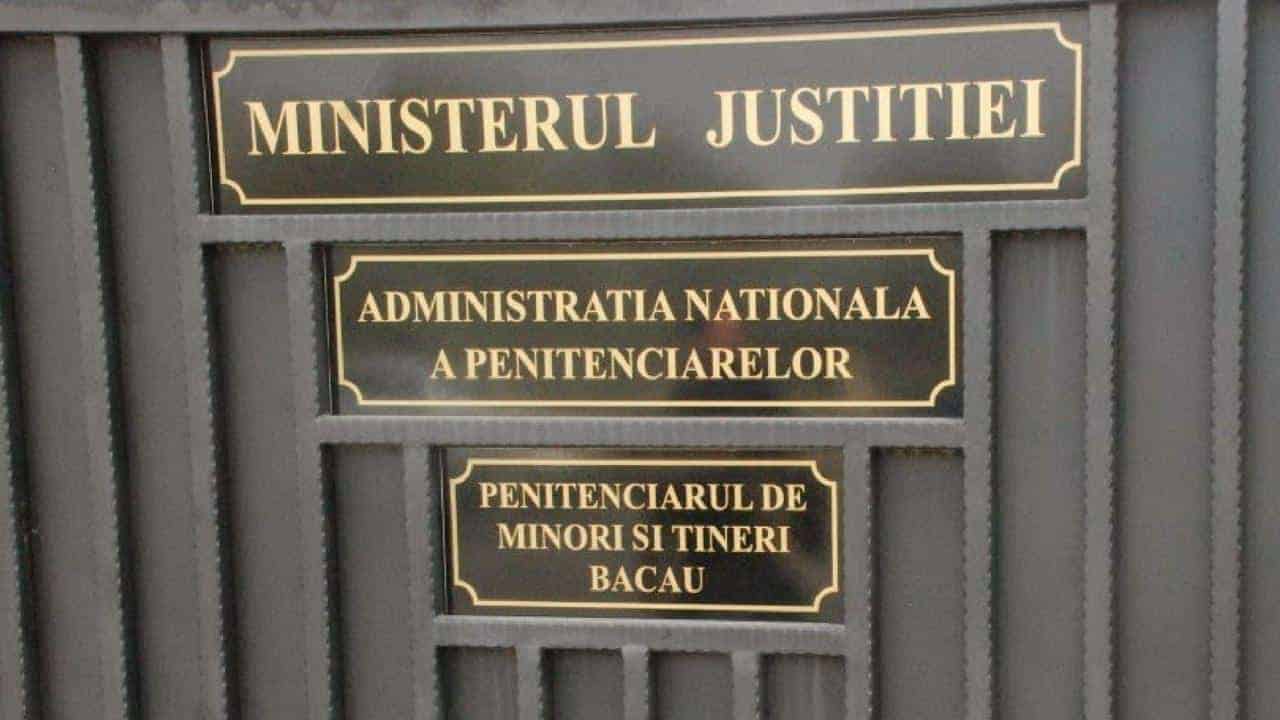 MINISTERUL JUSTITIEI
ADMINISTRATIA NATIONALA
A PENITENCIARELOR
PENITENCIARUL DE
MINORI SI TINERI
BACAU